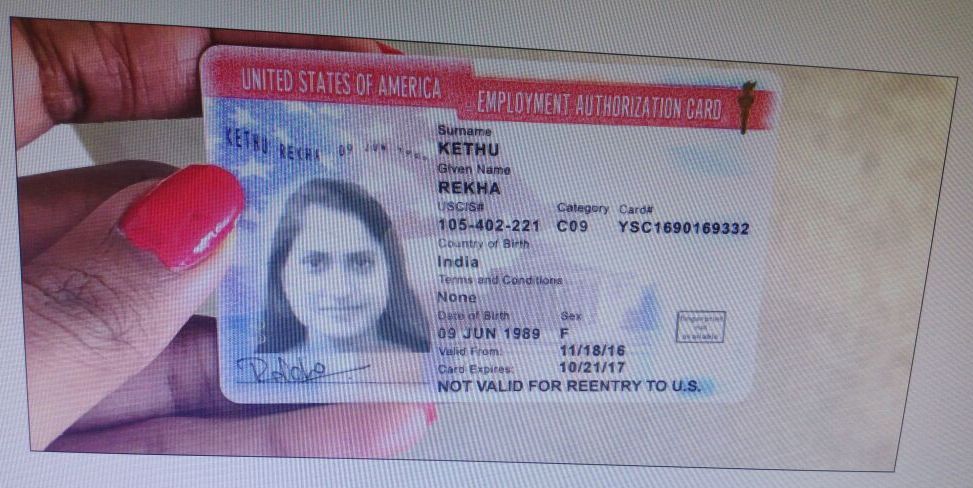 UNITED STATES OF AMERICA
EMPLOYMENT AUTHORIZATION CARD
KETHU REKHA 09 JUN
Surname
KETHU
Given Name
REKHA
USCIS# Category Card#
105-402-221 C09 YSC1690169332
Country of Birth
India
Terms and Conditions
None
Date of Birth Sex
09 JUN 1989 F
Valid From: 11/18/16
Card Expires: 10/21/17
NOT VALID FOR REENTRY TO U.S.
Fingerprint
not
available